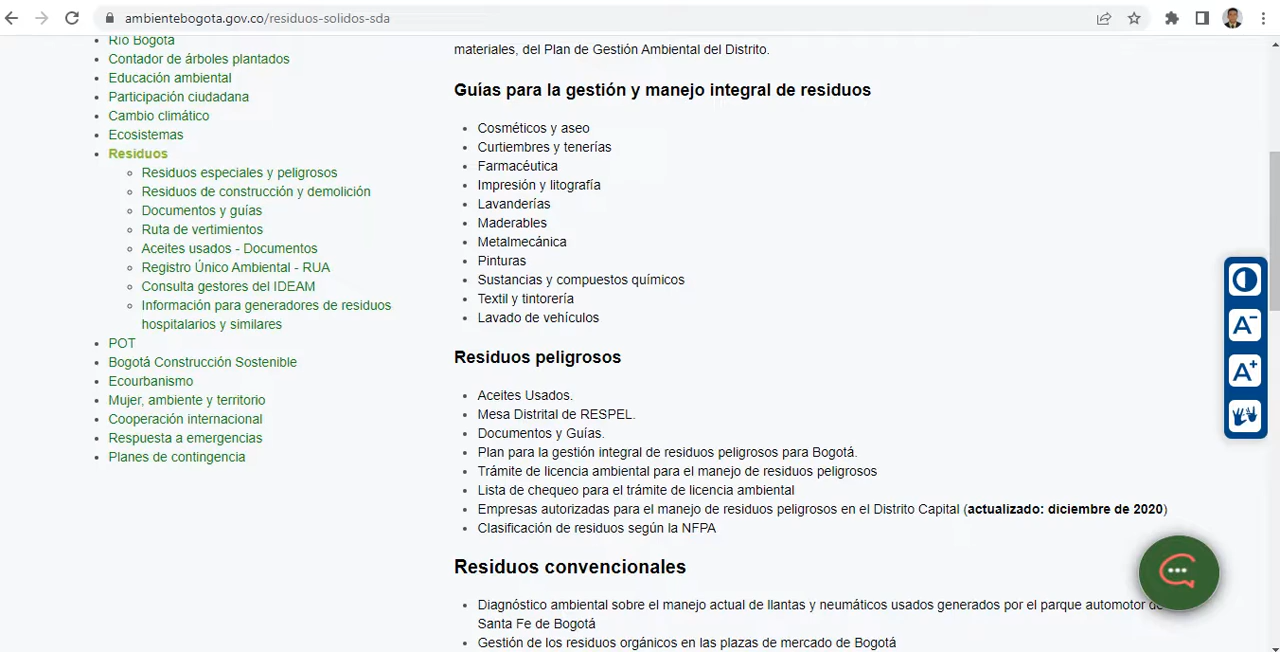 ambientebogota.gov.co/residuos-solidos-sda
Río Bogotá
Contador de árboles plantados
Educación ambiental
Participación ciudadana
Cambio climático
Ecosistemas
Residuos
Residuos especiales y peligrosos
Residuos de construcción y demolición
Documentos y guías
Ruta de vertimientos
Aceites usados - Documentos
Registro Único Ambiental - RUA
Consulta gestores del IDEAM
Información para generadores de residuos
hospitalarios y similares
POT
Bogotá Construcción Sostenible
Ecourbanismo
Mujer, ambiente y territorio
Cooperación internacional
Respuesta a emergencias
Planes de contingencia
materiales, del Plan de Gestión Ambiental del Distrito.
Guías para la gestión y manejo integral de residuos
Cosméticos y aseo
Curtiembres y tenerías
Farmacéutica
Impresión y litografía
Lavanderías
Maderables
Metalmecánica
Pinturas
Sustancias y compuestos químicos
Textil y tintorería
Lavado de vehículos
Residuos peligrosos
Aceites Usados.
Mesa Distrital de RESPEL.
Documentos y Guías.
Plan para la gestión integral de residuos peligrosos para Bogotá.
Trámite de licencia ambiental para el manejo de residuos peligrosos
Lista de chequeo para el trámite de licencia ambiental
Empresas autorizadas para el manejo de residuos peligrosos en el Distrito Capital (actualizado: diciembre de 2020)
Clasificación de residuos según la NFPA
Residuos convencionales
Diagnóstico ambiental sobre el manejo actual de llantas y neumáticos usados generados por el parque automotor de
Santa Fe de Bogotá
Gestión de los residuos orgánicos en las plazas de mercado de Bogotá
A-
A+